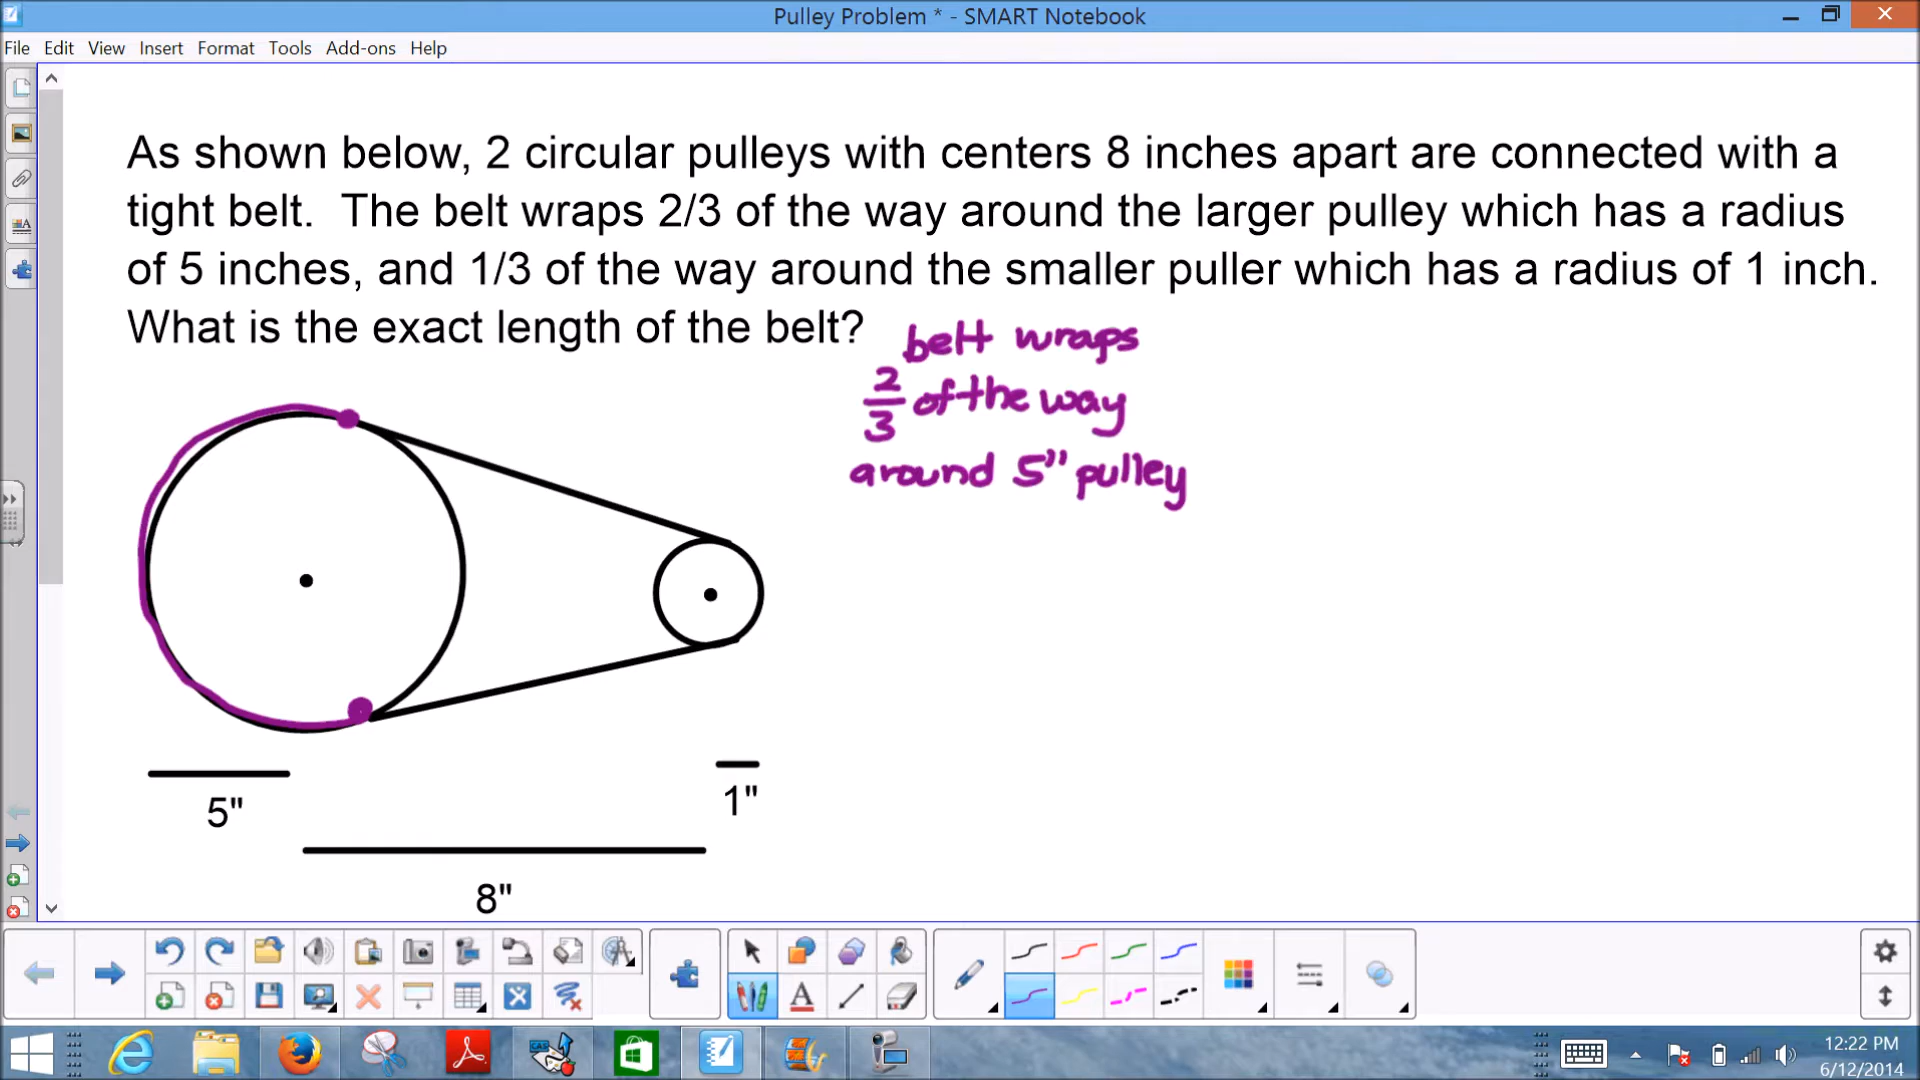 Pulley Problem * - SMART Notebook
File Edit View Insert Format Tools Add-ons Help
As shown below, 2 circular pulleys with centers 8 inches apart are connected with a
tight belt. The belt wraps 2/3 of the way around the larger pulley which has a radius
of 5 inches, and 1/3 of the way around the smaller puller which has a radius of 1 inch.
What is the exact length of the belt?
belt wraps
2/3 of the way
around 5" pulley
5"
1"
8"
12:22 PM
6/12/2014